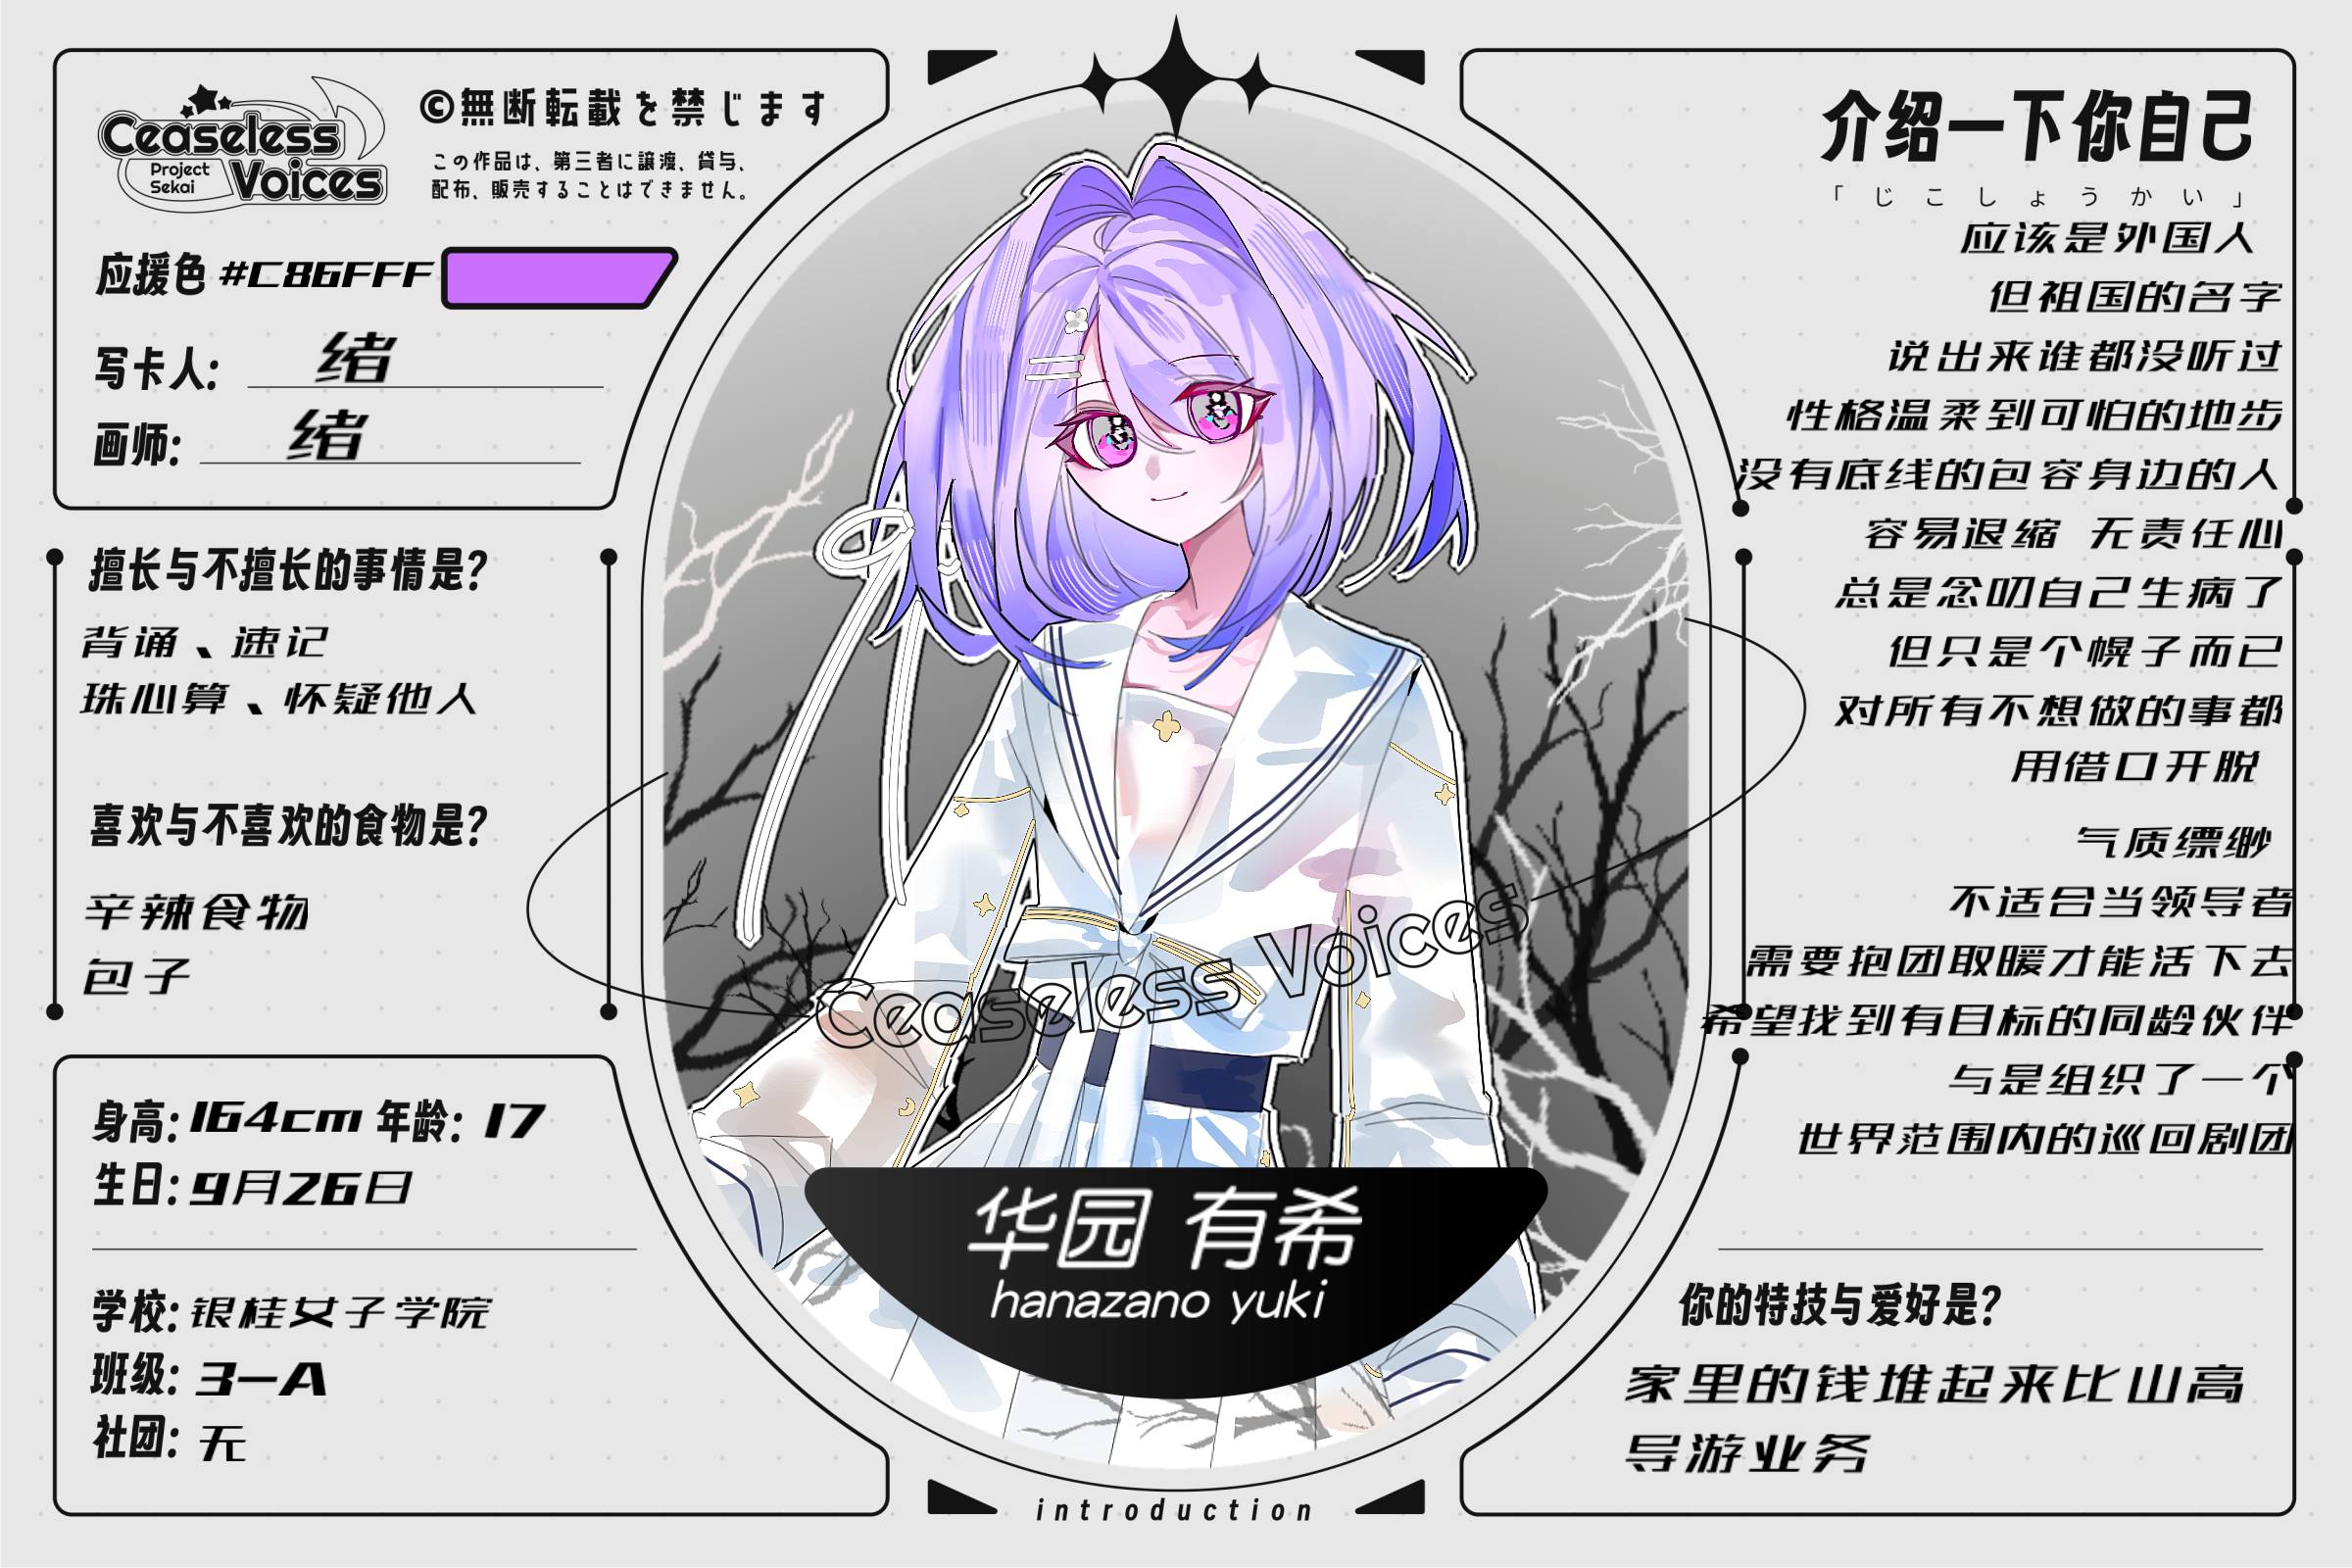 Ceaseless
Project
Sekai
Voices
©無断転載を禁じます
この作品は、第三者に譲渡、貸与、
配布、販売することはできません。
应援色 #C86FFF
写卡人: 绪
画师: 绪
擅长与不擅长的事情是?
背诵、速记
珠心算、怀疑他人
喜欢与不喜欢的食物是?
辛辣食物
包子
身高: 164cm 年龄: 17
生日: 9月26日
学校: 银桂女子学院
班级: 3-A
社团: 无
Ceaseless Voices
华园 有希
hanazano yuki
introduction
介绍一下你自己
「じこしょうかい」
应该是外国人
但祖国的名字
说出来谁都没听过
性格温柔到可怕的地步
没有底线的包容身边的人
容易退缩 无责任心
总是念叨自己生病了
但只是个幌子而已
对所有不想做的事都
用借口开脱
气质缥缈
不适合当领导者
需要抱团取暖才能活下去
希望找到有目标的同龄伙伴
与是组织了一个
世界范围内的巡回剧团
你的特技与爱好是?
家里的钱堆起来比山高
导游业务